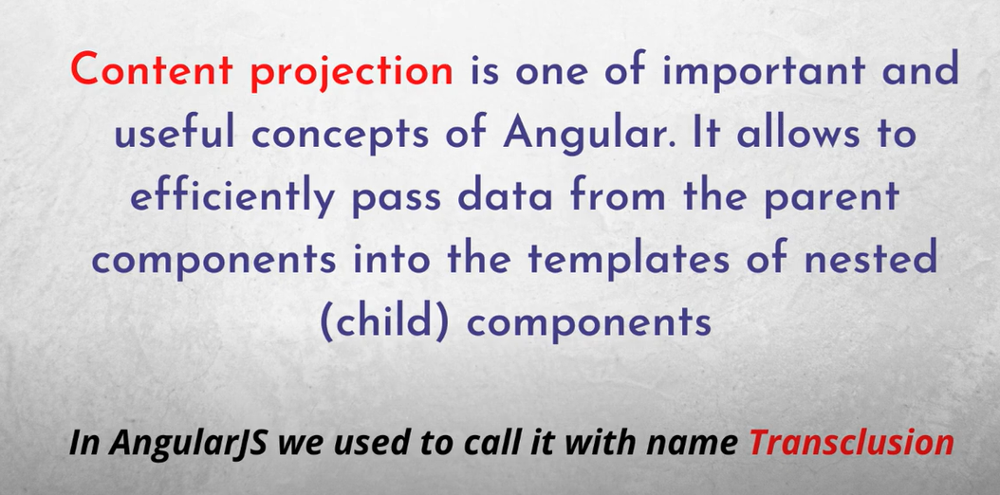 Content projection is one of important and
useful concepts of Angular. It allows to
efficiently pass data from the parent
components into the templates of nested
(child) components
In AngularJS we used to call it with name Transclusion